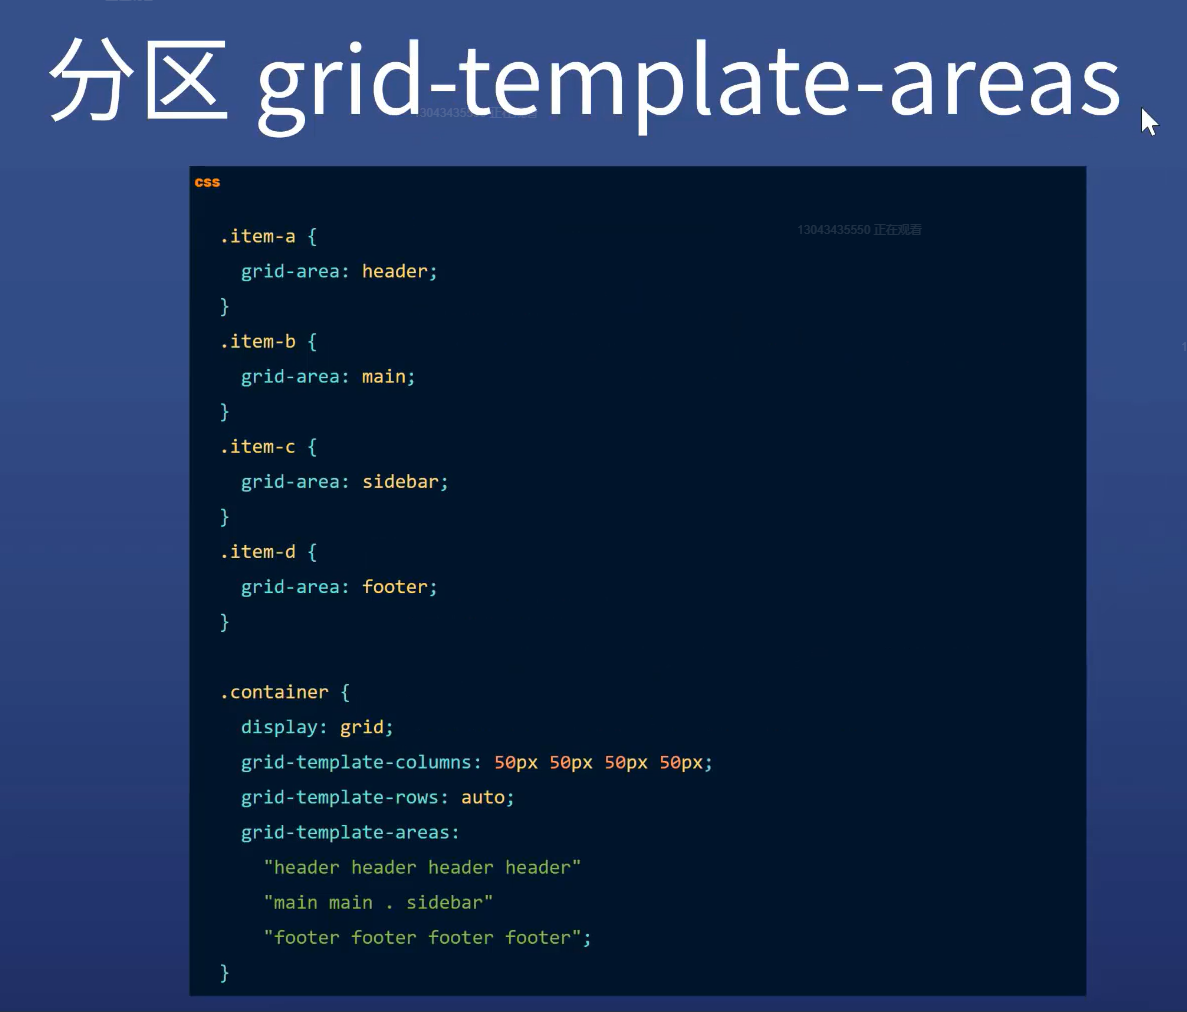 分区 grid-template-areas
13043435550 正在观看
css
.item-a {
grid-area: header;
}
.item-b {
grid-area: main;
}
.item-c {
grid-area: sidebar;
}
.item-d {
grid-area: footer;
}
.container {
display: grid;
grid-template-columns: 50px 50px 50px 50px;
grid-template-rows: auto;
grid-template-areas:
"header header header header"
"main main . sidebar"
"footer footer footer footer";
}